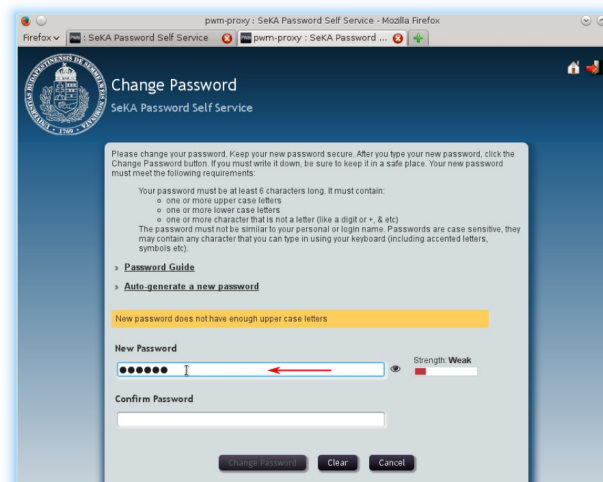 pwm-proxy : SeKA Password Self Service - Mozilla Firefox
Firefox
: SeKA Password Self Service
pwm-proxy : SeKA Password ...
Change Password
SeKA Password Self Service
1769
Please change your password. Keep your new password secure. After you type your new password, click the
Change Password button. If you must write it down, be sure to keep it in a safe place. Your new password
must meet the following requirements:
Your password must be at least 6 characters long. It must contain:
one or more upper case letters
one or more lower case letters
one or more character that is not a letter (like a digit or +, & etc)
The password must not be similar to your personal or login name. Passwords are case sensitive, they
may contain any character that you can type in using your keyboard (including accented letters,
symbols etc).
» Password Guide
» Auto-generate a new password
New password does not have enough upper case letters
New Password
Strength: Weak
Confirm Password
Change Password
Clear
Cancel